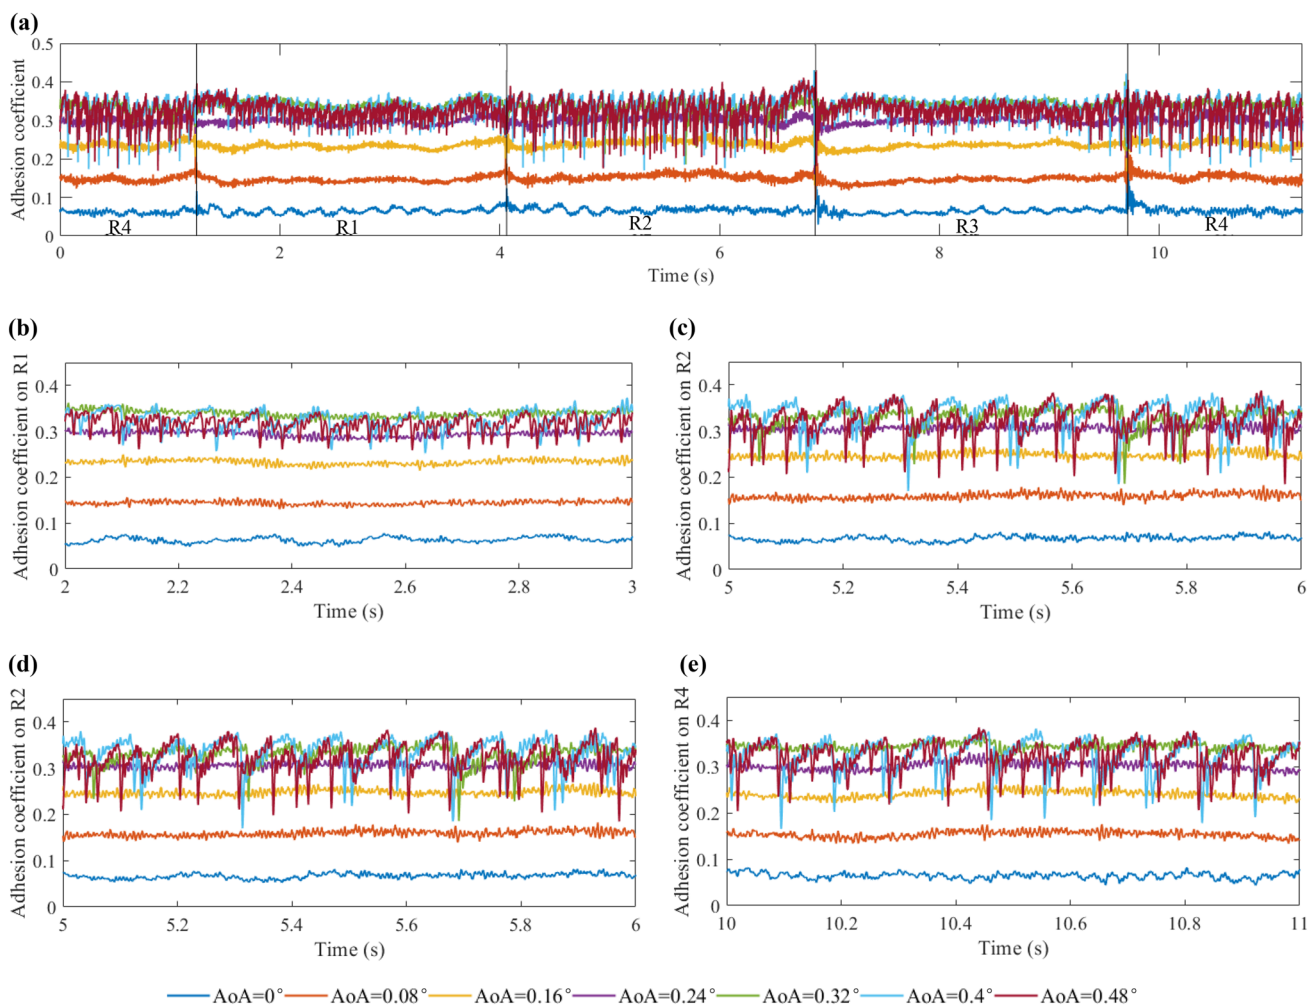 (a)
Adhesion coefficient
0.5
0.4
0.3
0.2
0.1
0
R4
R1
R2
R3
R4
0
2
4
6
8
10
Time (s)
(b)
Adhesion coefficient on R1
0.4
0.3
0.2
0.1
0
2
2.2
2.4
2.6
2.8
3
Time (s)
(c)
Adhesion coefficient on R2
0.4
0.3
0.2
0.1
0
5
5.2
5.4
5.6
5.8
6
Time (s)
(d)
Adhesion coefficient on R2
0.4
0.3
0.2
0.1
0
5
5.2
5.4
5.6
5.8
6
Time (s)
(e)
Adhesion coefficient on R4
0.4
0.3
0.2
0.1
0
10
10.2
10.4
10.6
10.8
11
Time (s)
AoA=0° AoA=0.08° AoA=0.16° AoA=0.24° AoA=0.32° AoA=0.4° AoA=0.48°